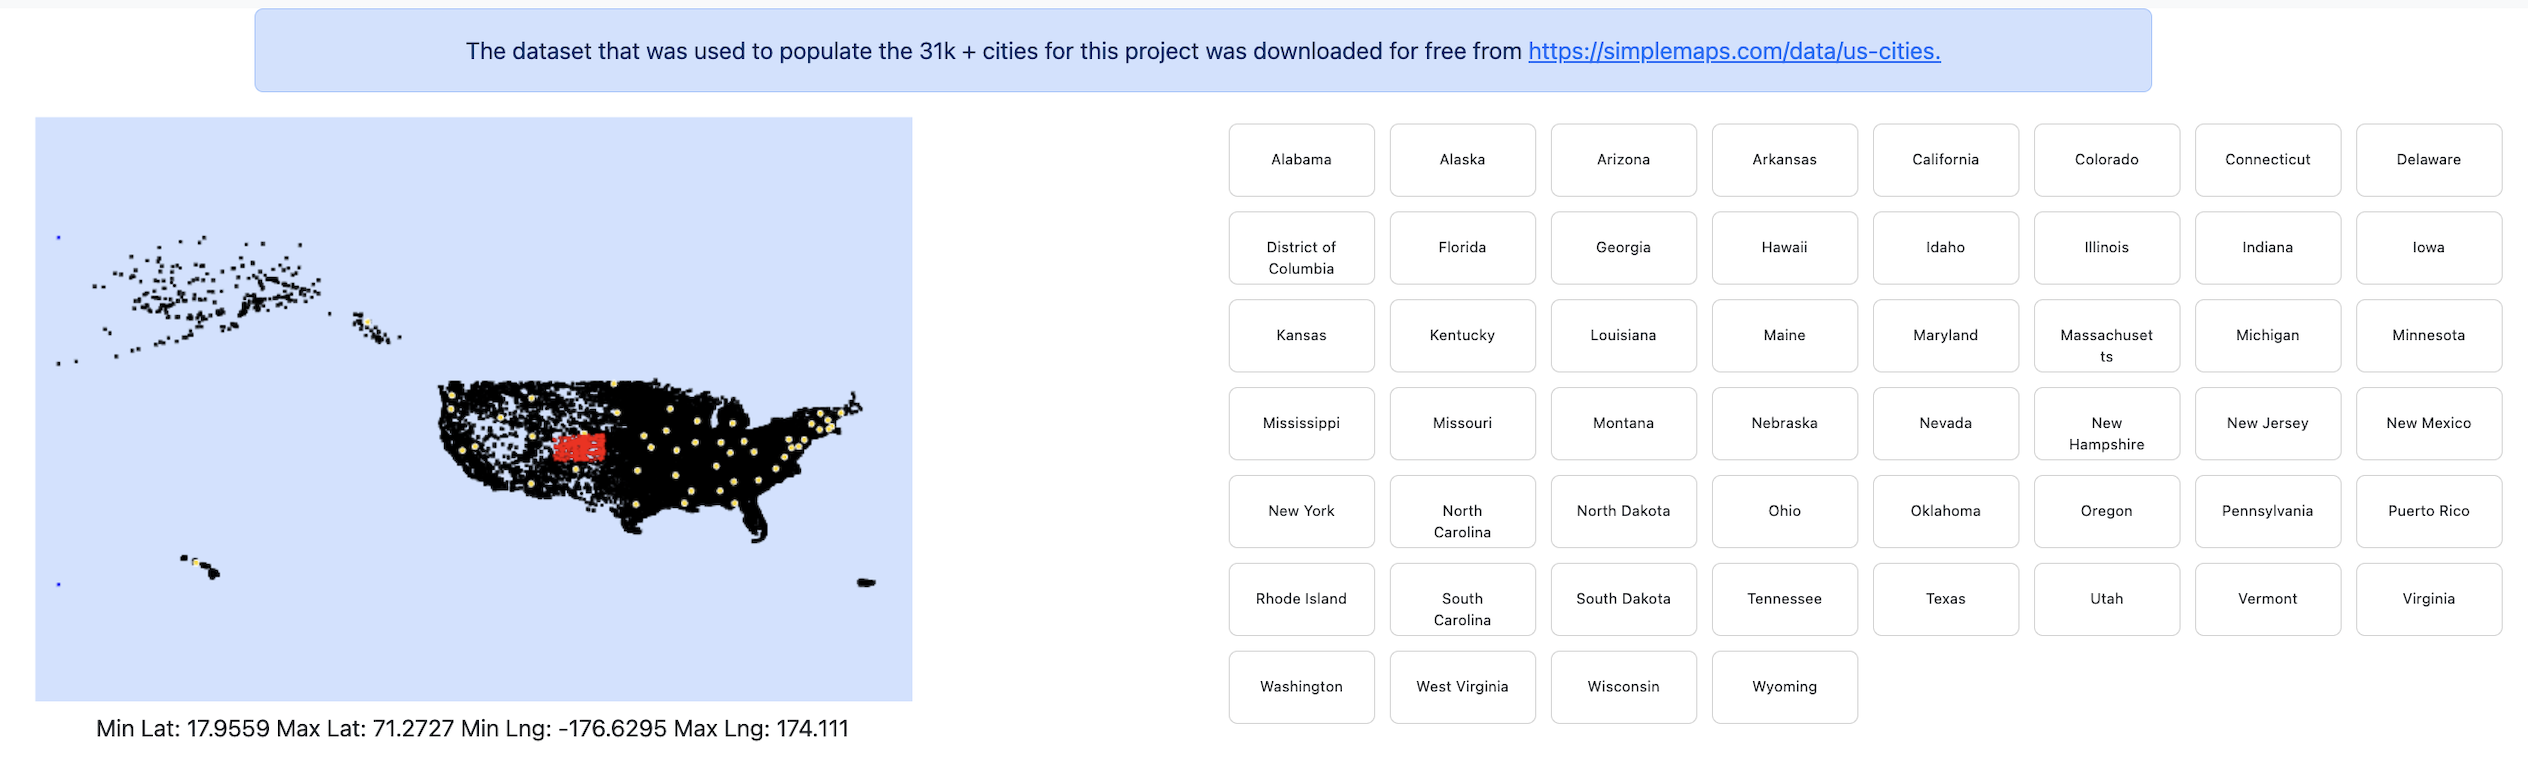 The dataset that was used to populate the 31k + cities for this project was downloaded for free from https://simplemaps.com/data/us-cities.
Alabama
Alaska
Arizona
Arkansas
California
Colorado
Connecticut
Delaware
District of
Columbia
Florida
Georgia
Hawaii
Idaho
Illinois
Indiana
Iowa
Kansas
Kentucky
Louisiana
Maine
Maryland
Massachuset
ts
Michigan
Minnesota
Mississippi
Missouri
Montana
Nebraska
Nevada
New
Hampshire
New Jersey
New Mexico
New York
North
Carolina
North Dakota
Ohio
Oklahoma
Oregon
Pennsylvania
Puerto Rico
Rhode Island
South
Carolina
South Dakota
Tennessee
Texas
Utah
Vermont
Virginia
Washington
West Virginia
Wisconsin
Wyoming
Min Lat: 17.9559 Max Lat: 71.2727 Min Lng: -176.6295 Max Lng: 174.111